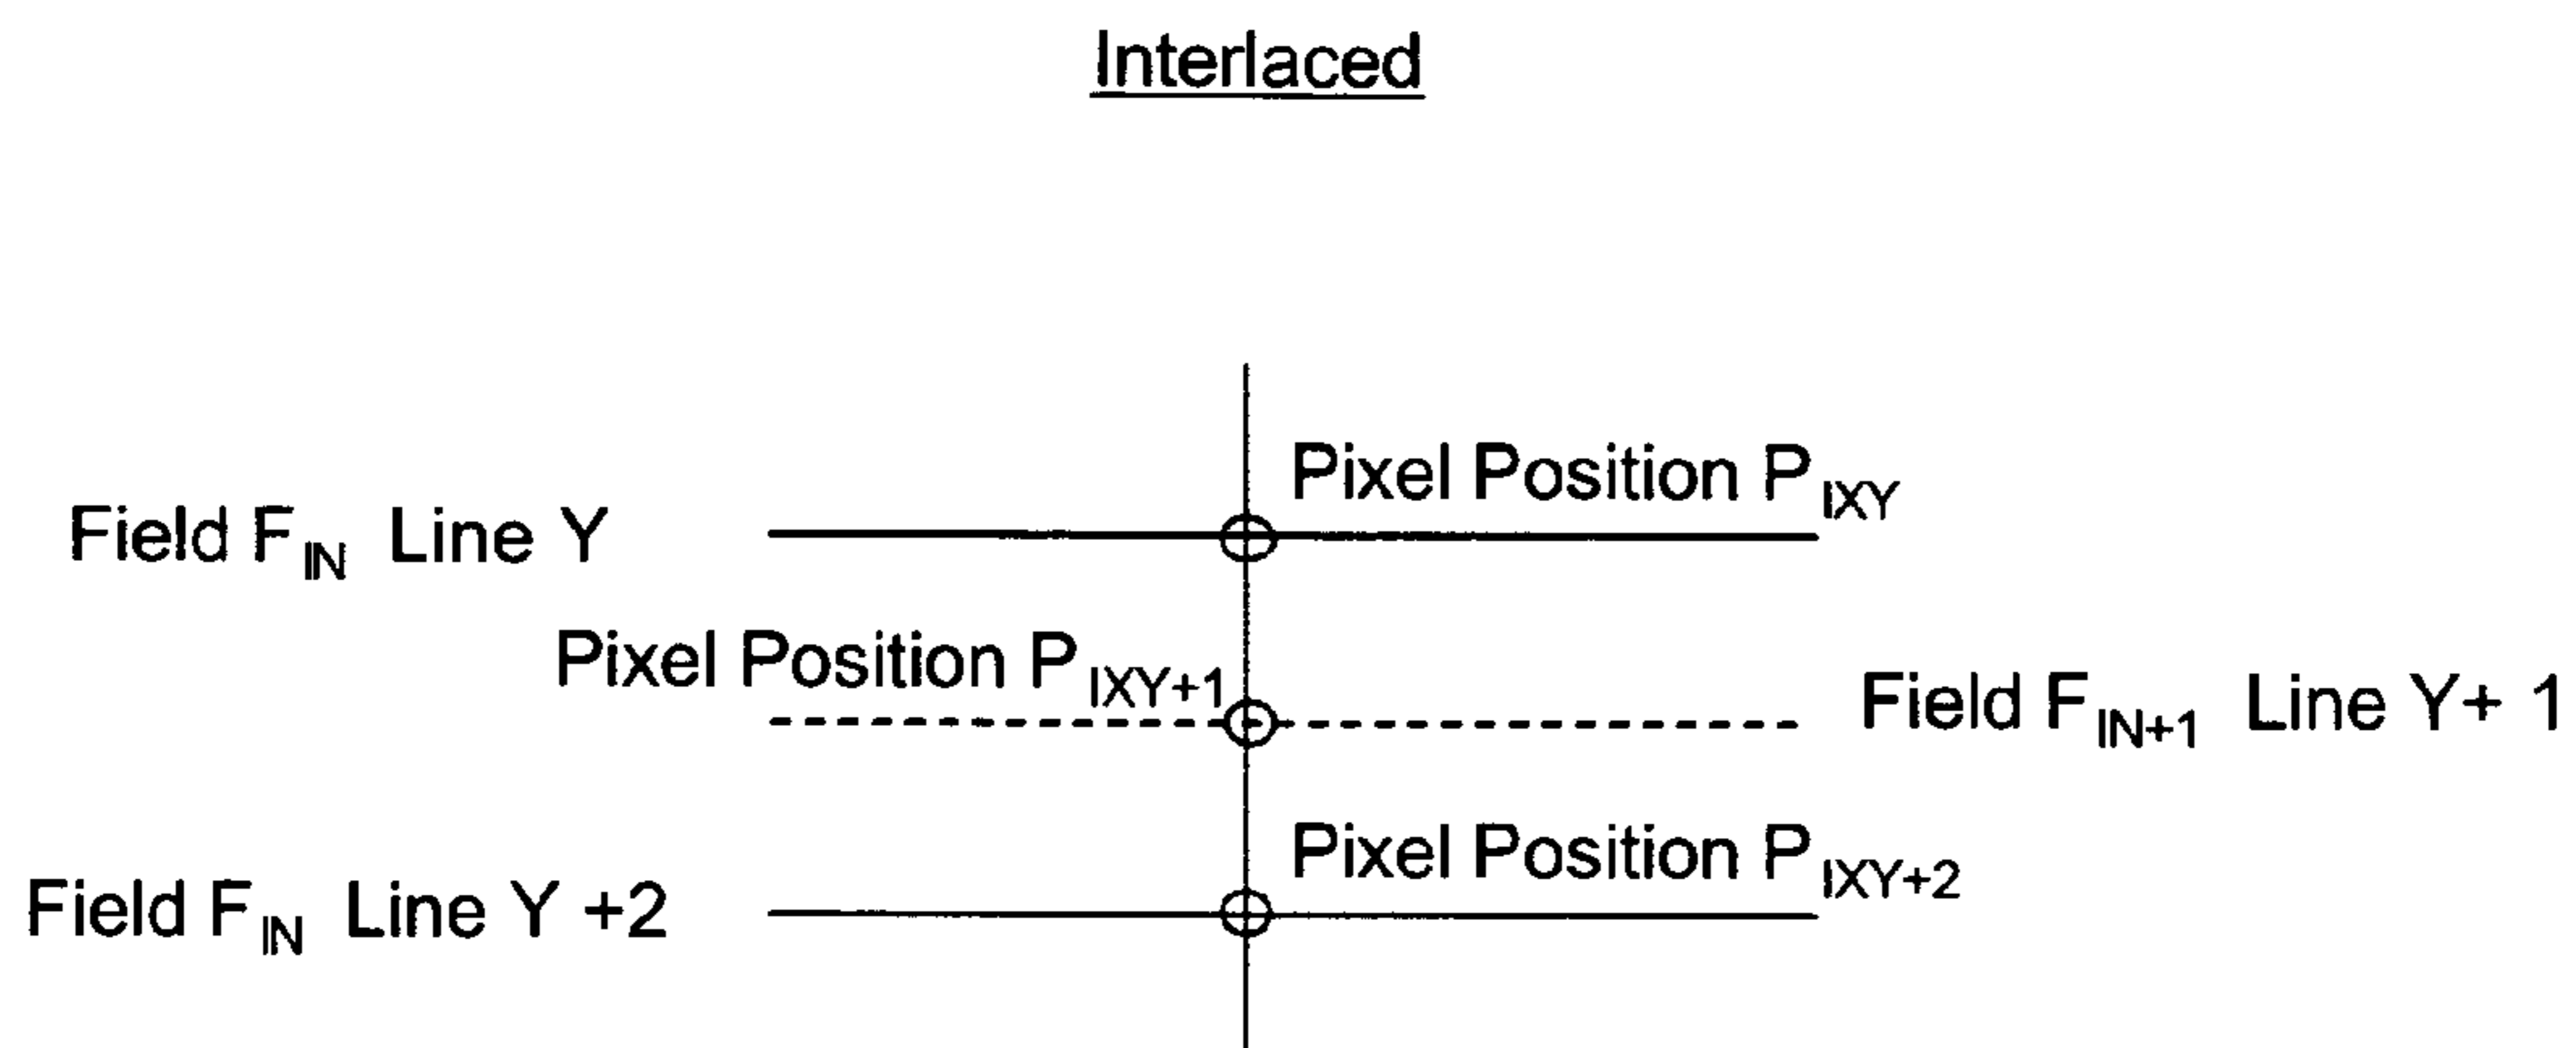 Interlaced
Pixel Position P_IXY
Field F_IN Line Y
Pixel Position P_IXY+1
Field F_IN+1 Line Y+ 1
Pixel Position P_IXY+2
Field F_IN Line Y +2